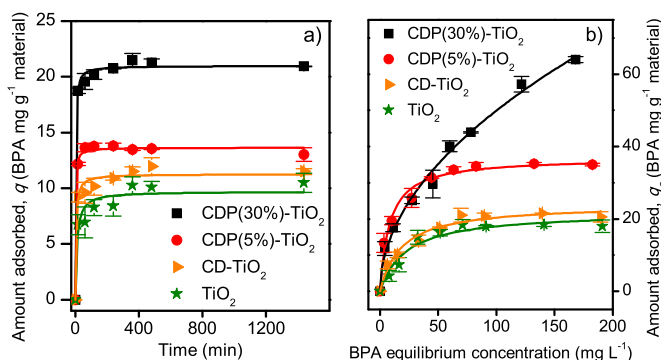 a)
25
20
15
10
5
0
0
400
800
1200
Time (min)
Amount adsorbed, q (BPA mg g⁻¹ material)
CDP(30%)-TiO₂
CDP(5%)-TiO₂
CD-TiO₂
TiO₂
b)
CDP(30%)-TiO₂
CDP(5%)-TiO₂
CD-TiO₂
TiO₂
60
40
20
0
0
50
100
150
200
BPA equilibrium concentration (mg L⁻¹)
Amount adsorbed, q (BPA mg g⁻¹ material)